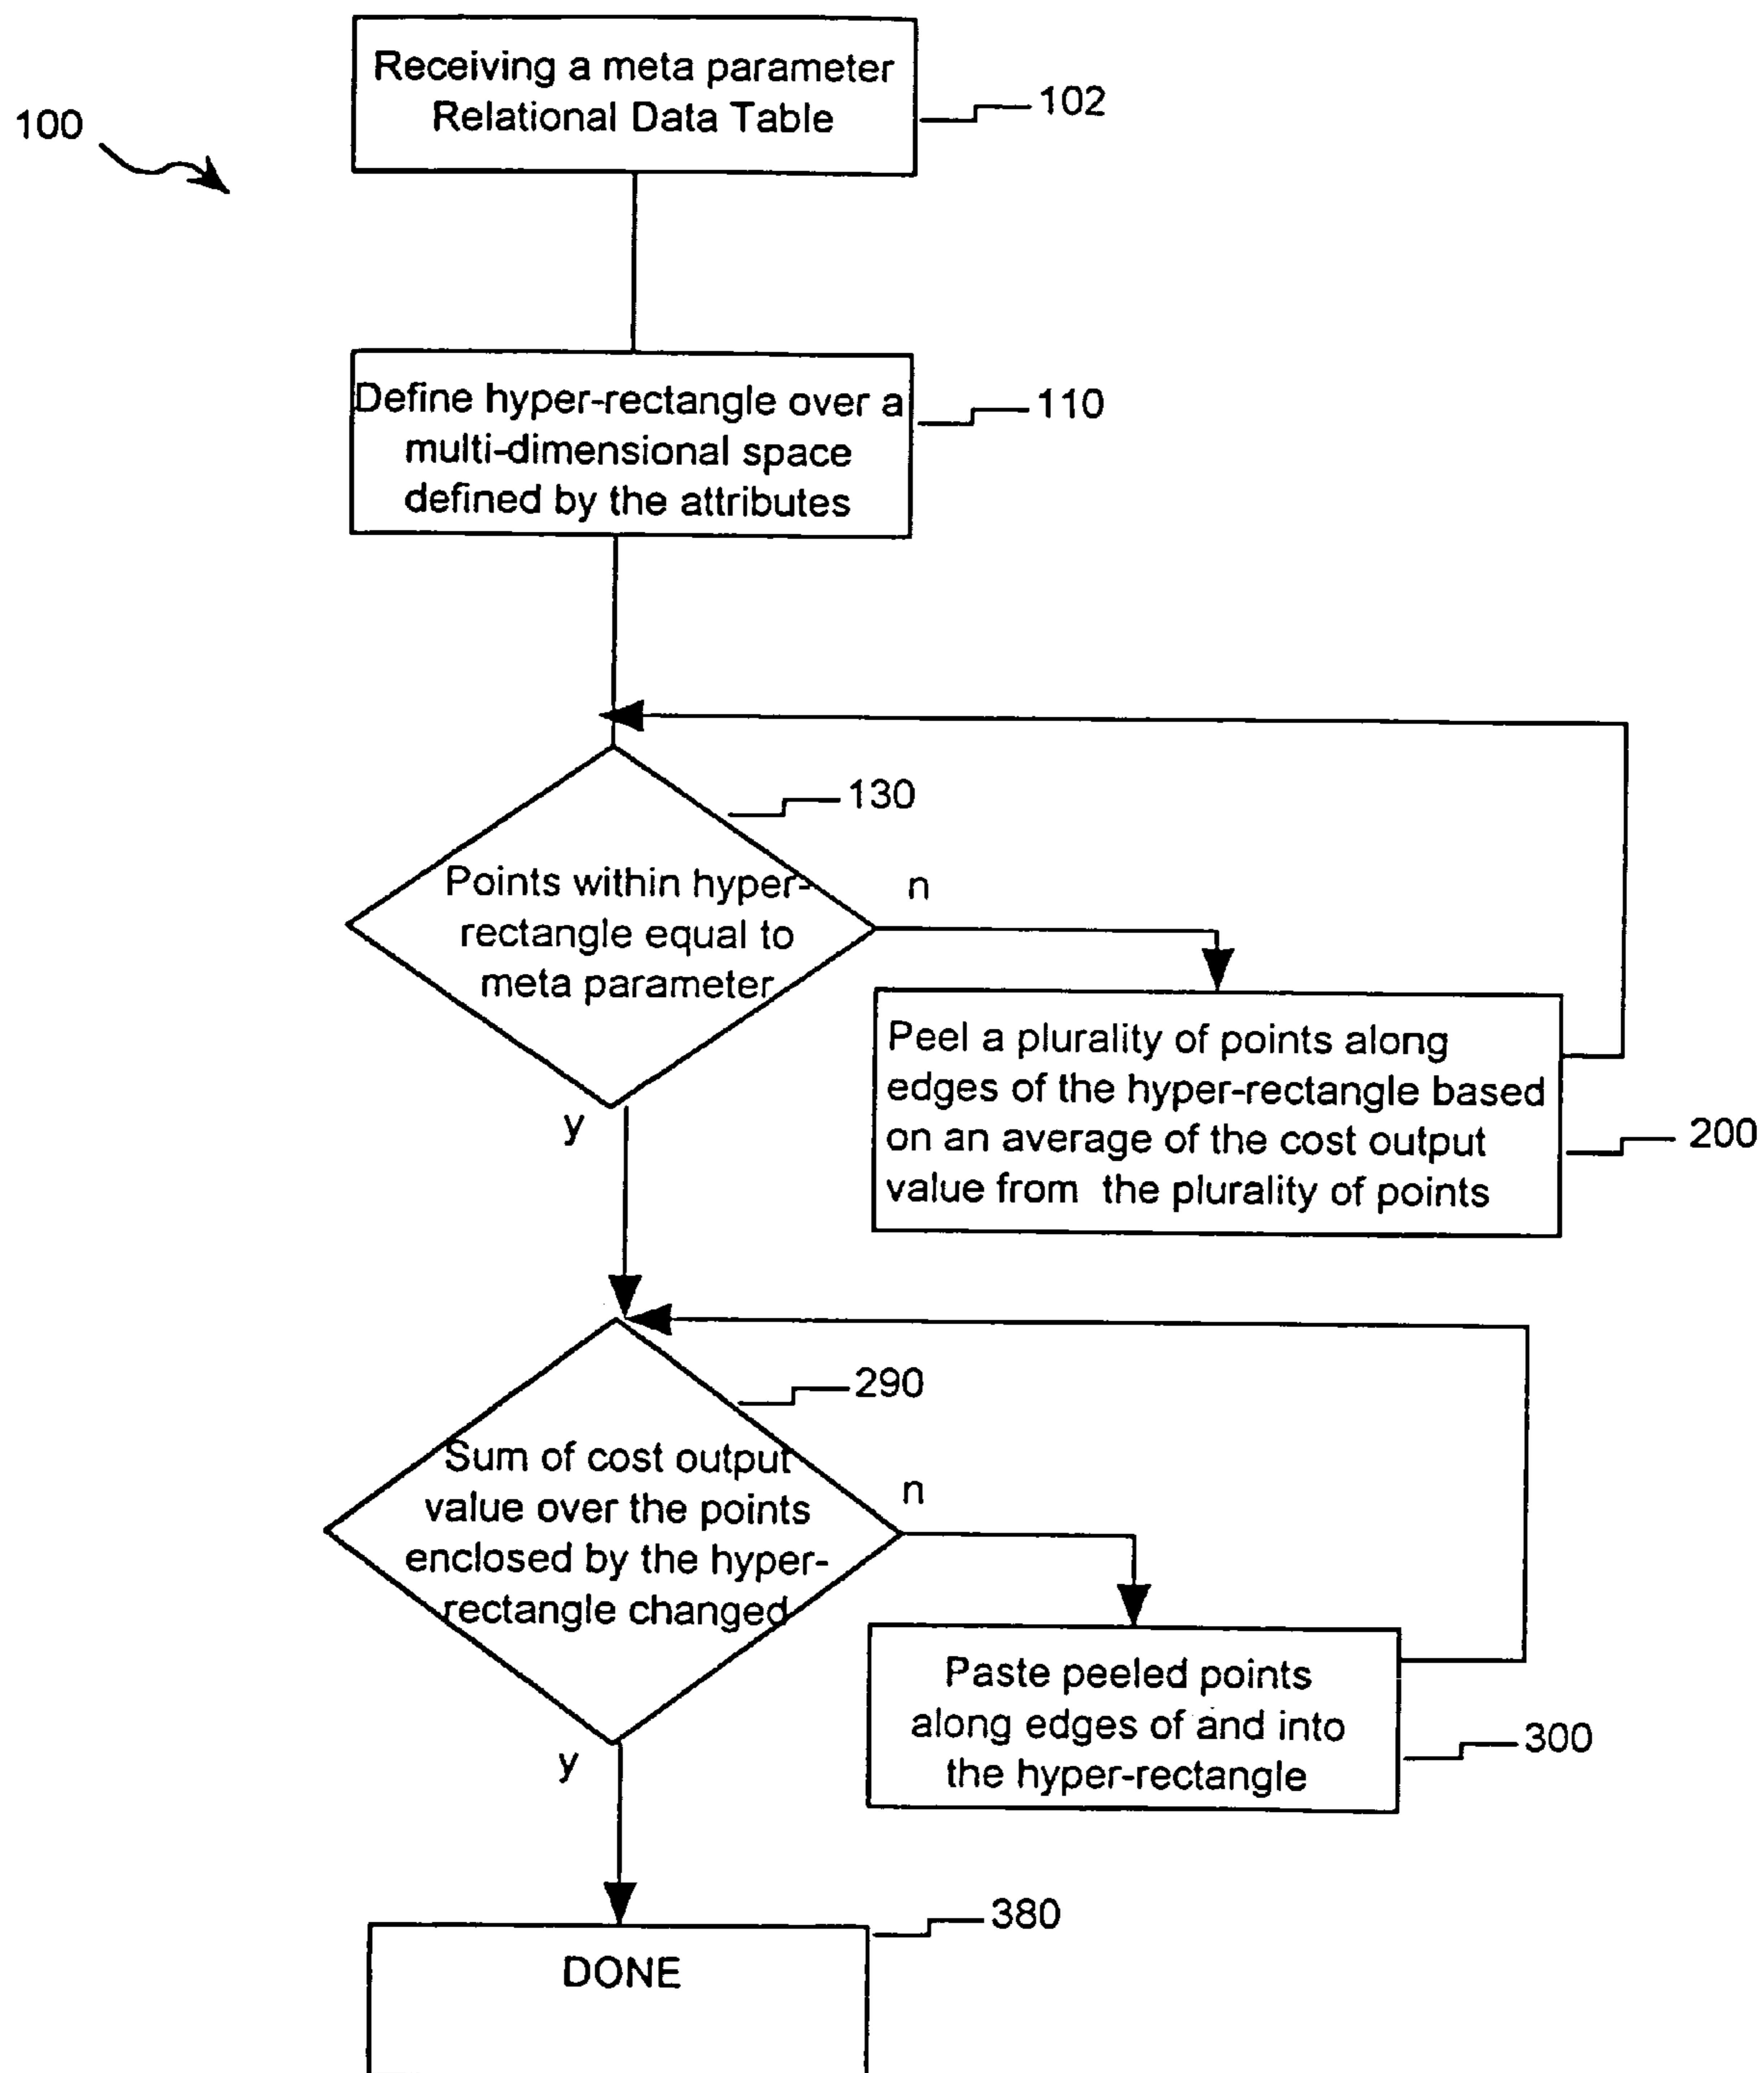 Receiving a meta parameter
Relational Data Table
102
100
Define hyper-rectangle over a
multi-dimensional space
defined by the attributes
110
130
Points within hyper-
rectangle equal to
meta parameter
n
y
Peel a plurality of points along
edges of the hyper-rectangle based
on an average of the cost output
value from the plurality of points
200
290
Sum of cost output
value over the points
enclosed by the hyper-
rectangle changed
n
y
Paste peeled points
along edges of and into
the hyper-rectangle
300
380
DONE